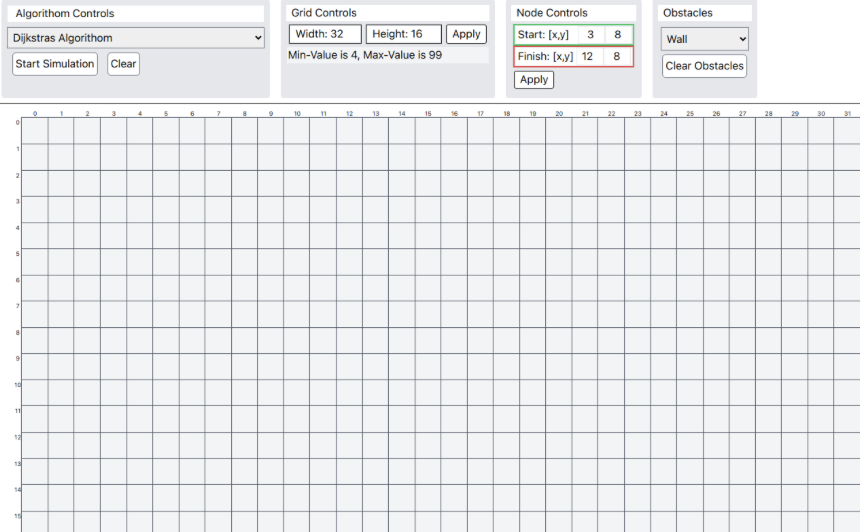 Algorithom Controls
Dijkstras Algorithom
Start Simulation Clear
Grid Controls
Width: 32 Height: 16 Apply
Min-Value is 4, Max-Value is 99
Node Controls
Start: [x,y] 3 8
Finish: [x,y] 12 8
Apply
Obstacles
Wall
Clear Obstacles
0 1 2 3 4 5 6 7 8 9 10 11 12 13 14 15 16 17 18 19 20 21 22 23 24 25 26 27 28 29 30 31
0
1
2
3
4
5
6
7
8
9
10
11
12
13
14
15